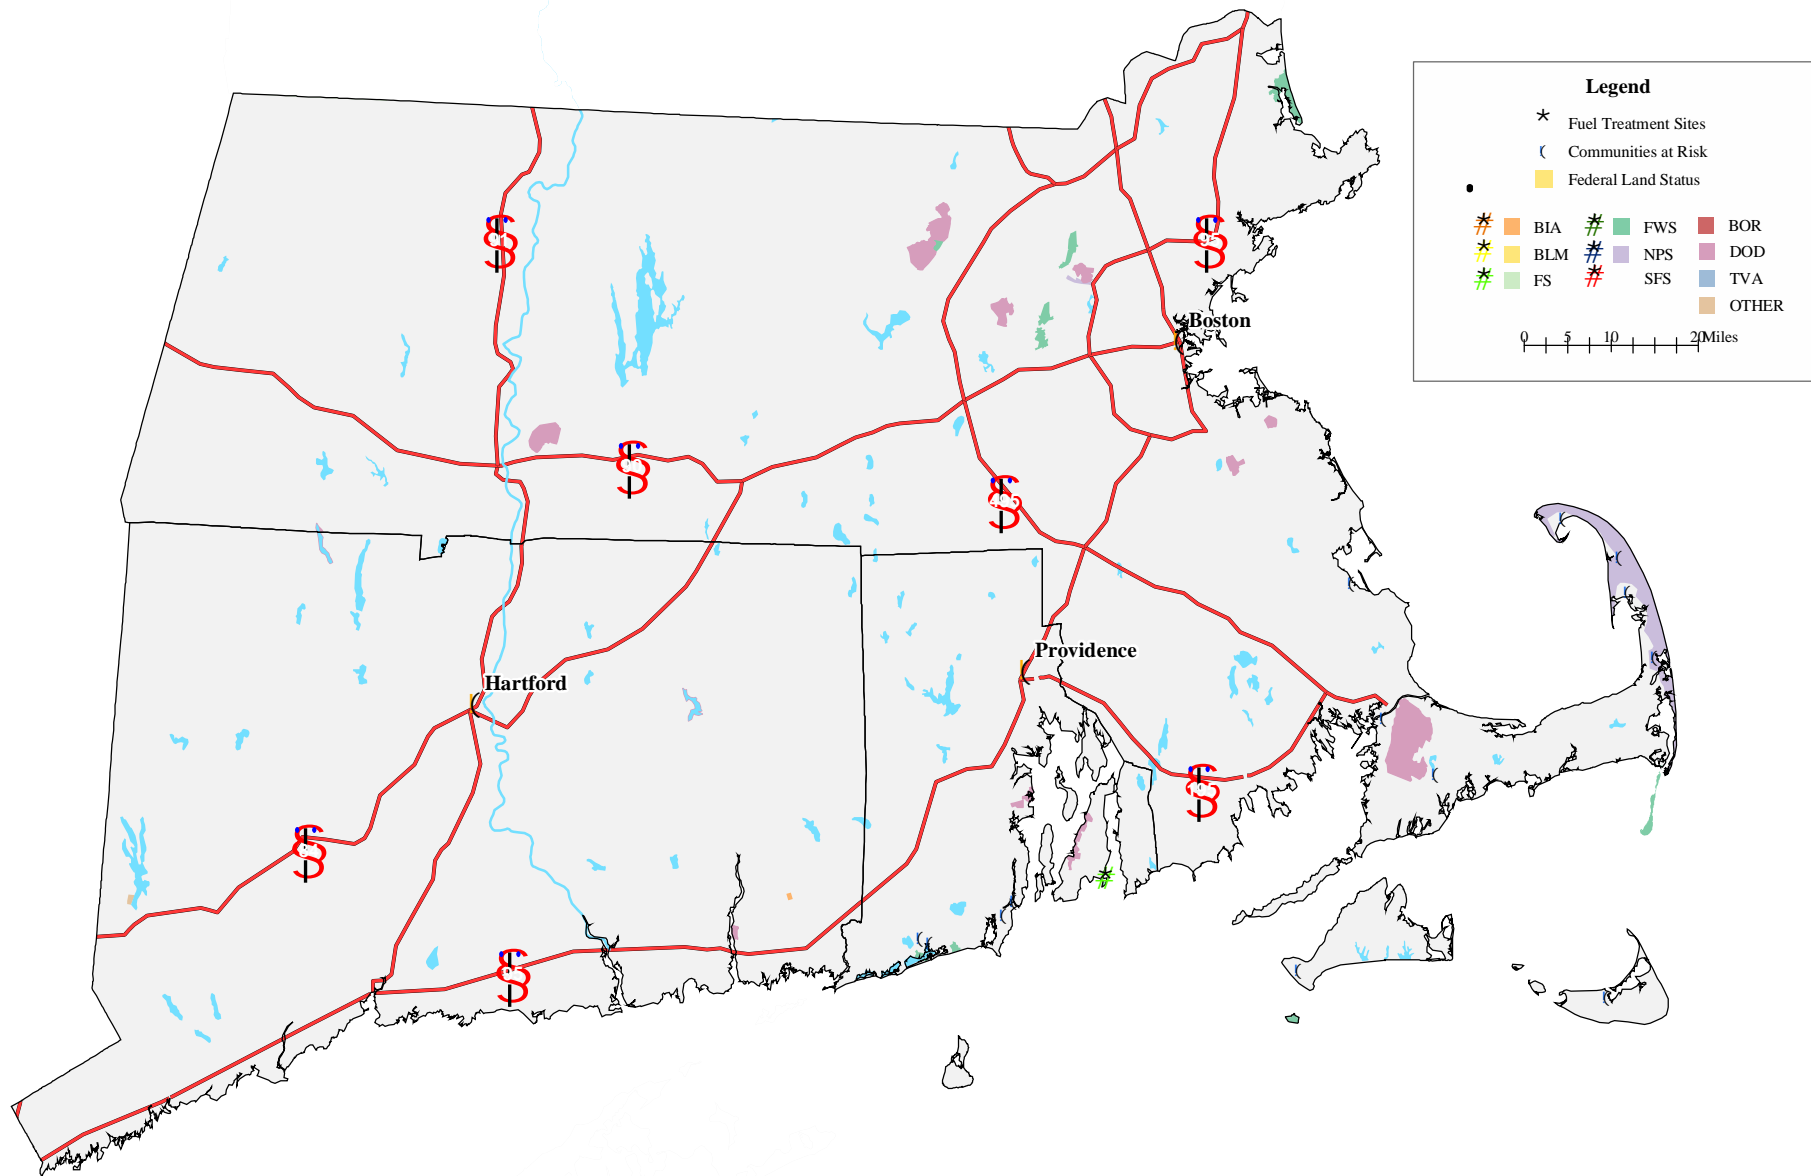 Legend
Fuel Treatment Sites
Communities at Risk
Federal Land Status
BIA FWS BOR
BLM NPS DOD
FS SFS TVA
OTHER
0 5 10 20 Miles
Boston
Providence
Hartford